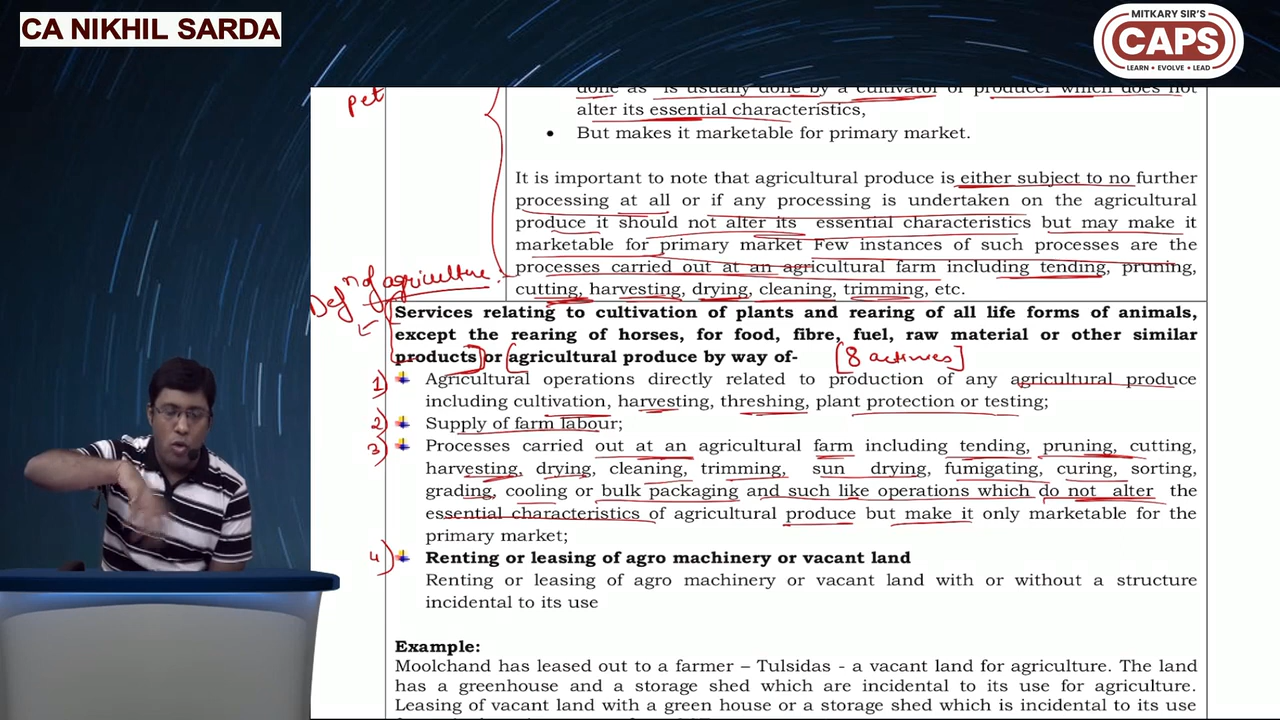 CA NIKHIL SARDA
MITKARY SIR'S
CAPS
LEARN • EVOLVE • LEAD
pet
done as is usually done by a cultivator or producer which does not
alter its essential characteristics,
• But makes it marketable for primary market.
It is important to note that agricultural produce is either subject to no further
processing at all or if any processing is undertaken on the agricultural
produce it should not alter its essential characteristics but may make it
marketable for primary market Few instances of such processes are the
processes carried out at an agricultural farm including tending, pruning,
cutting, harvesting, drying, cleaning, trimming, etc.
Defn of agriculture :
Services relating to cultivation of plants and rearing of all life forms of animals,
except the rearing of horses, for food, fibre, fuel, raw material or other similar
products or agricultural produce by way of-
1) Agricultural operations directly related to production of any agricultural produce
including cultivation, harvesting, threshing, plant protection or testing;
2) Supply of farm labour;
3) Processes carried out at an agricultural farm including tending, pruning, cutting,
harvesting, drying, cleaning, trimming, sun drying, fumigating, curing, sorting,
grading, cooling or bulk packaging and such like operations which do not alter the
essential characteristics of agricultural produce but make it only marketable for the
primary market;
4) Renting or leasing of agro machinery or vacant land
Renting or leasing of agro machinery or vacant land with or without a structure
incidental to its use
Example:
Moolchand has leased out to a farmer – Tulsidas - a vacant land for agriculture. The land
has a greenhouse and a storage shed which are incidental to its use for agriculture.
Leasing of vacant land with a green house or a storage shed which is incidental to its use